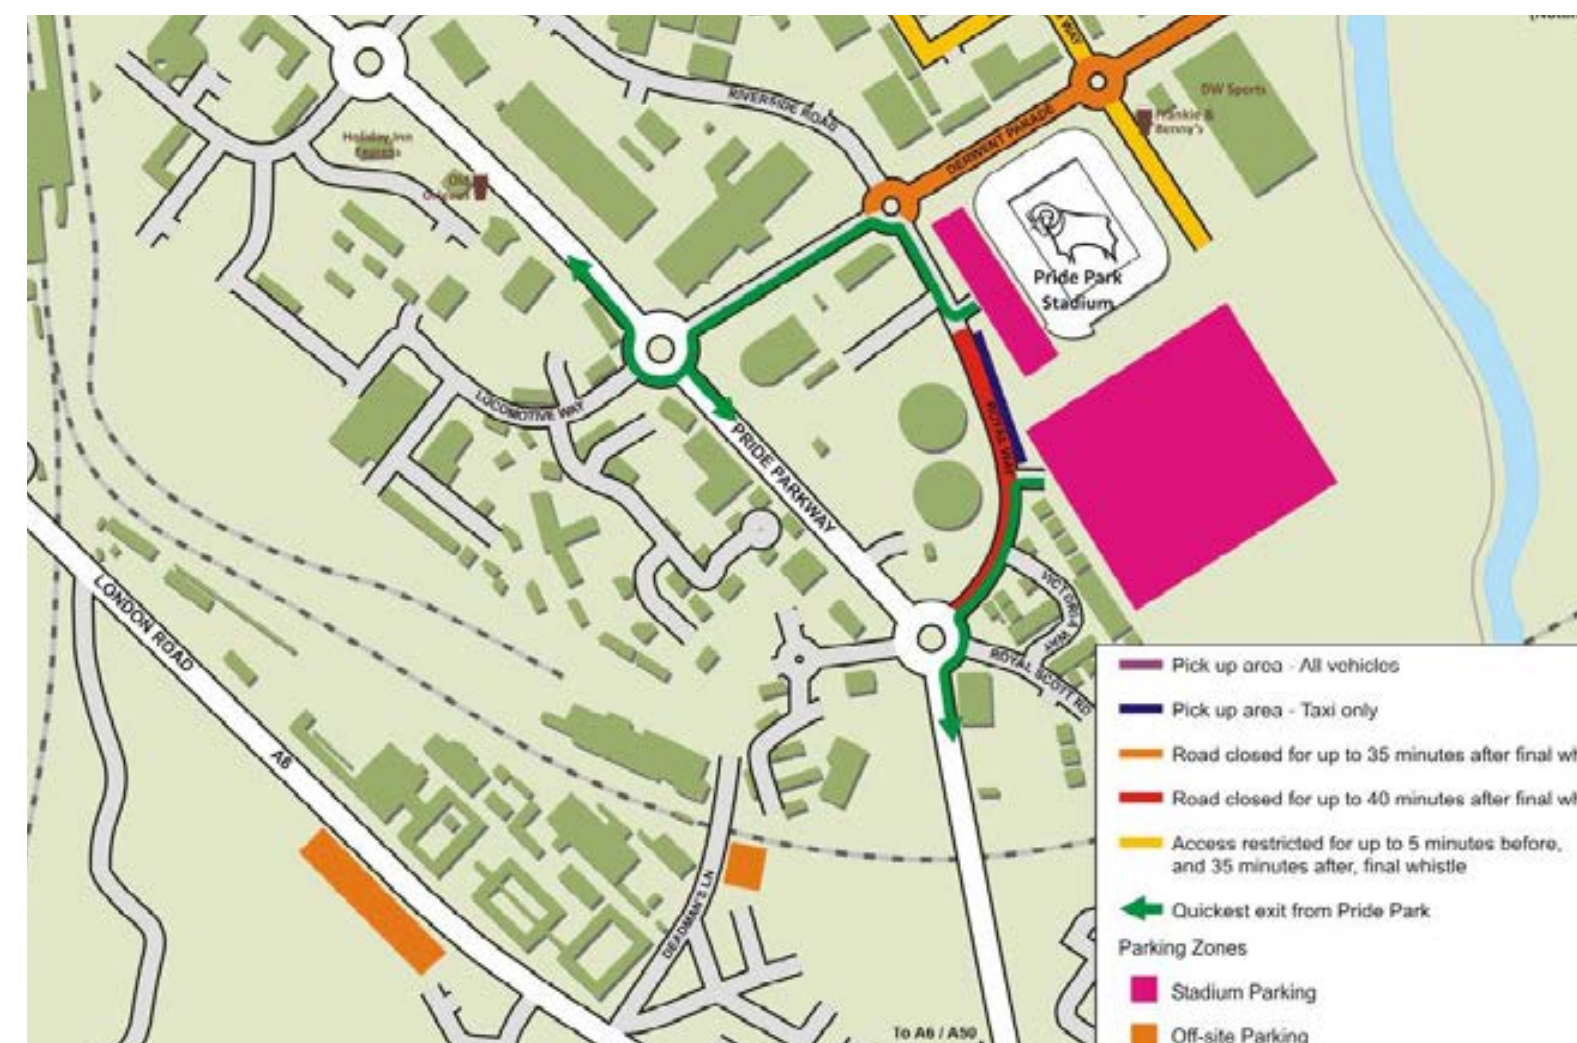 WAY
RIVERSIDE ROAD
DW Sports
DERWENT PARADE
Frankie &
Benny's
Holiday Inn
Express
Old
Pride Park
Stadium
LOCOMOTIVE WAY
PRIDE PARKWAY
ROYAL WAY
VICTORIA WAY
ROYAL SCOTT RD
LONDON ROAD
A6
DEADMAN'S LN
To A6 / A50
Pick up area - All vehicles
Pick up area - Taxi only
Road closed for up to 35 minutes after final wh
Road closed for up to 40 minutes after final wh
Access restricted for up to 5 minutes before,
and 35 minutes after, final whistle
Quickest exit from Pride Park
Parking Zones
Stadium Parking
Off-site Parking